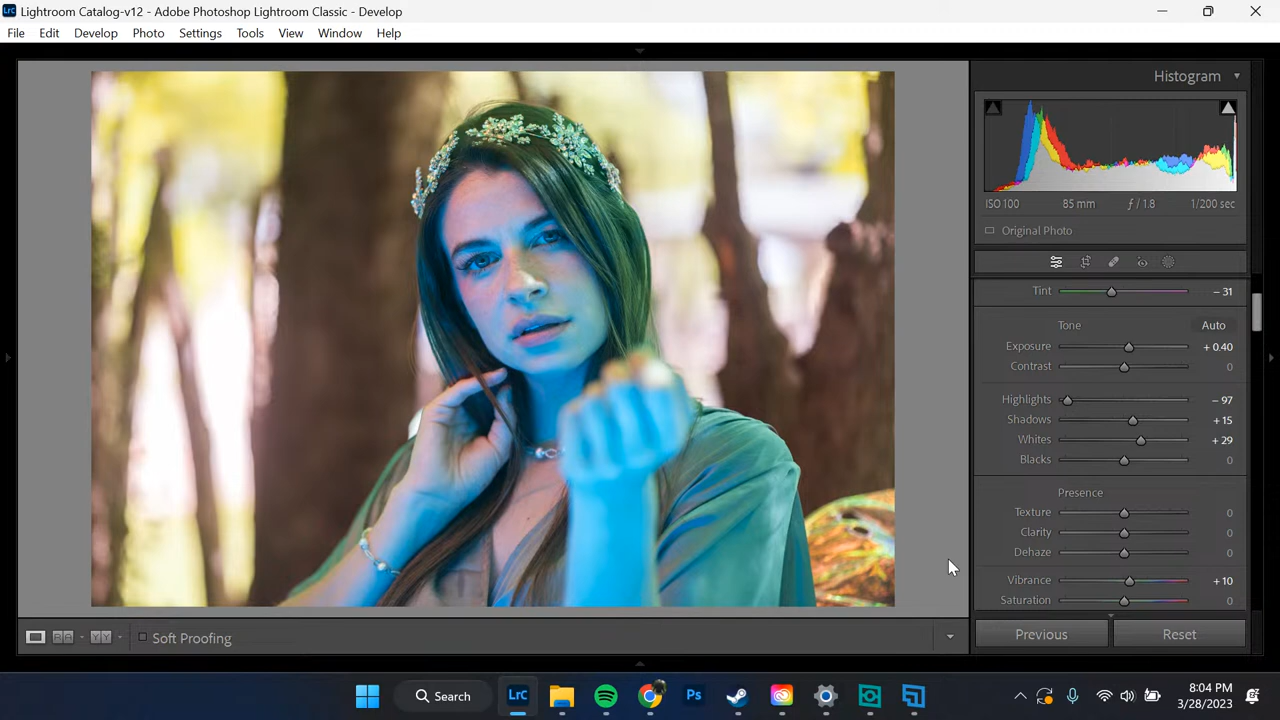 Lightroom Catalog-v12 - Adobe Photoshop Lightroom Classic - Develop
File Edit Develop Photo Settings Tools View Window Help
Histogram
ISO 100 85 mm ƒ / 1.8 1/200 sec
Original Photo
Tint - 31
Tone Auto
Exposure + 0.40
Contrast 0
Highlights - 97
Shadows + 15
Whites + 29
Blacks 0
Presence
Texture 0
Clarity 0
Dehaze 0
Vibrance + 10
Saturation 0
Soft Proofing
Previous Reset
LrC
Search
LrC
Ps
8:04 PM
3/28/2023